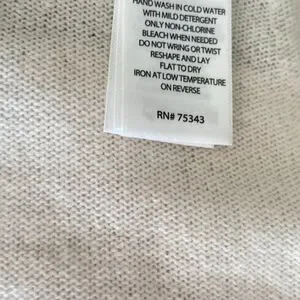 HAND WASH IN COLD WATER
WITH MILD DETERGENT
ONLY NON-CHLORINE
BLEACH WHEN NEEDED
DO NOT WRING OR TWIST
RESHAPE AND LAY
FLAT TO DRY
IRON AT LOW TEMPERATURE
ON REVERSE
RN# 75343